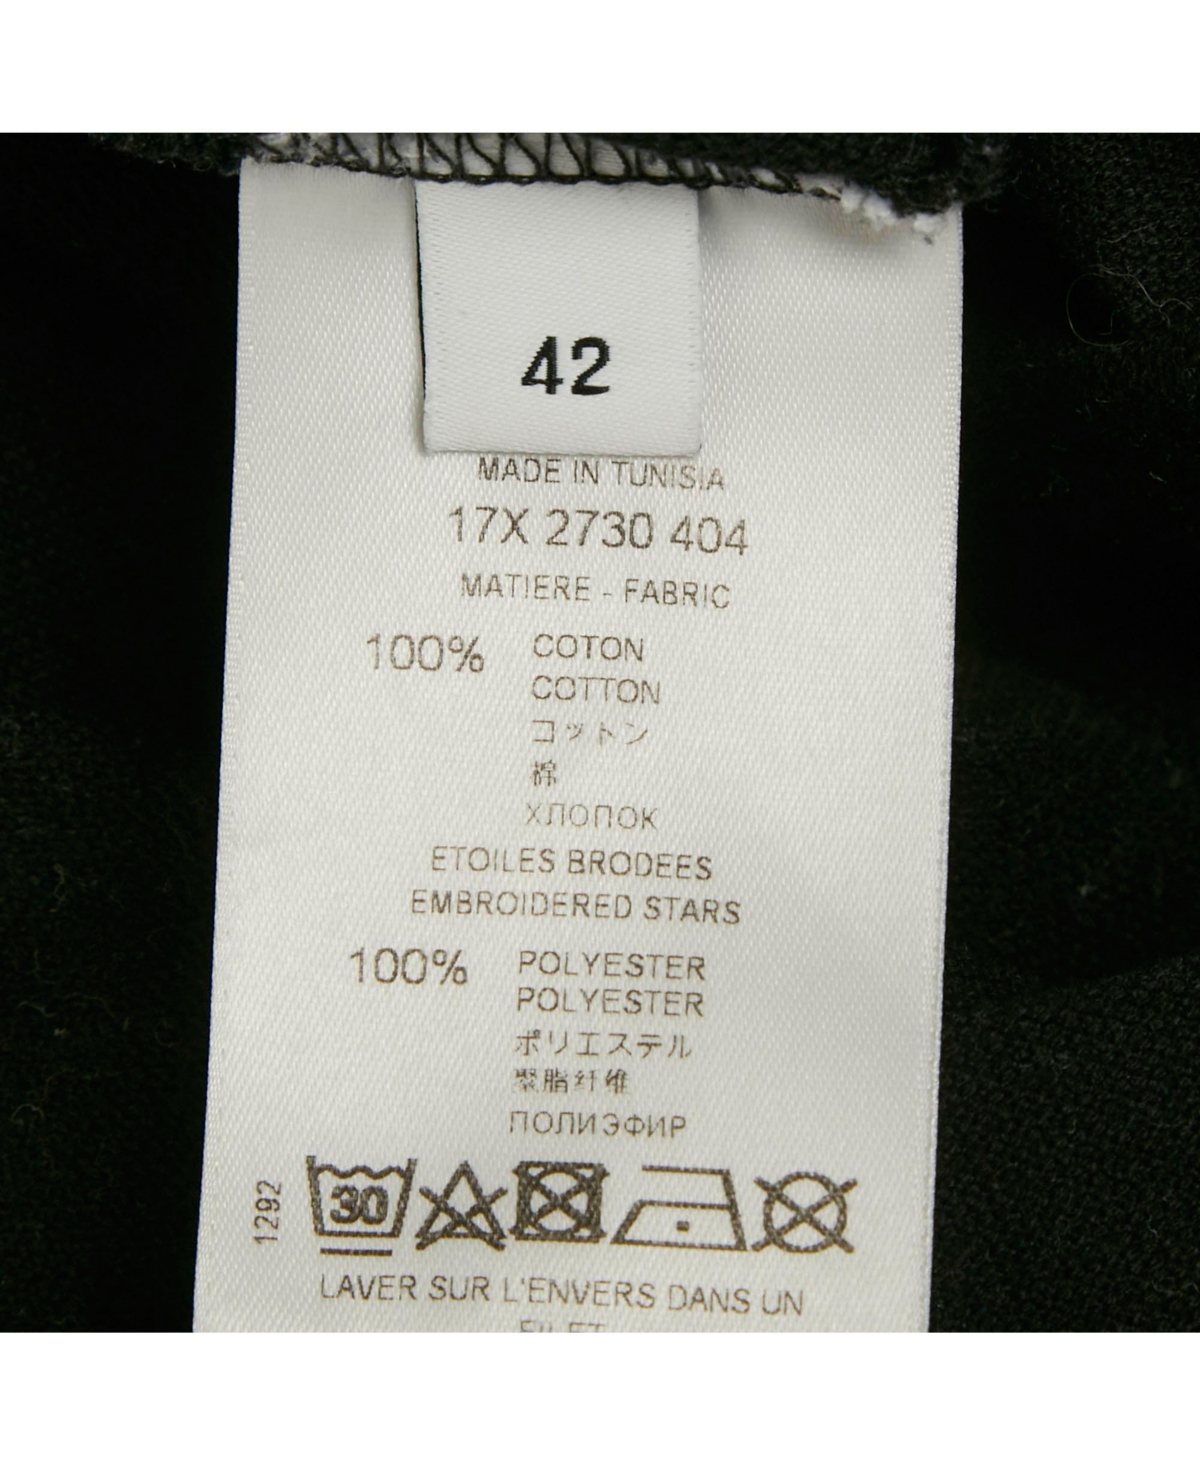 42
MADE IN TUNISIA
17X 2730 404
MATIERE - FABRIC
100% COTON
COTTON
コットン
棉
ХЛОПОК
ETOILES BRODEES
EMBROIDERED STARS
100% POLYESTER
POLYESTER
ポリエステル
聚脂纤维
ПОЛИЭФИР
1292
30
LAVER SUR L'ENVERS DANS UN
FILET